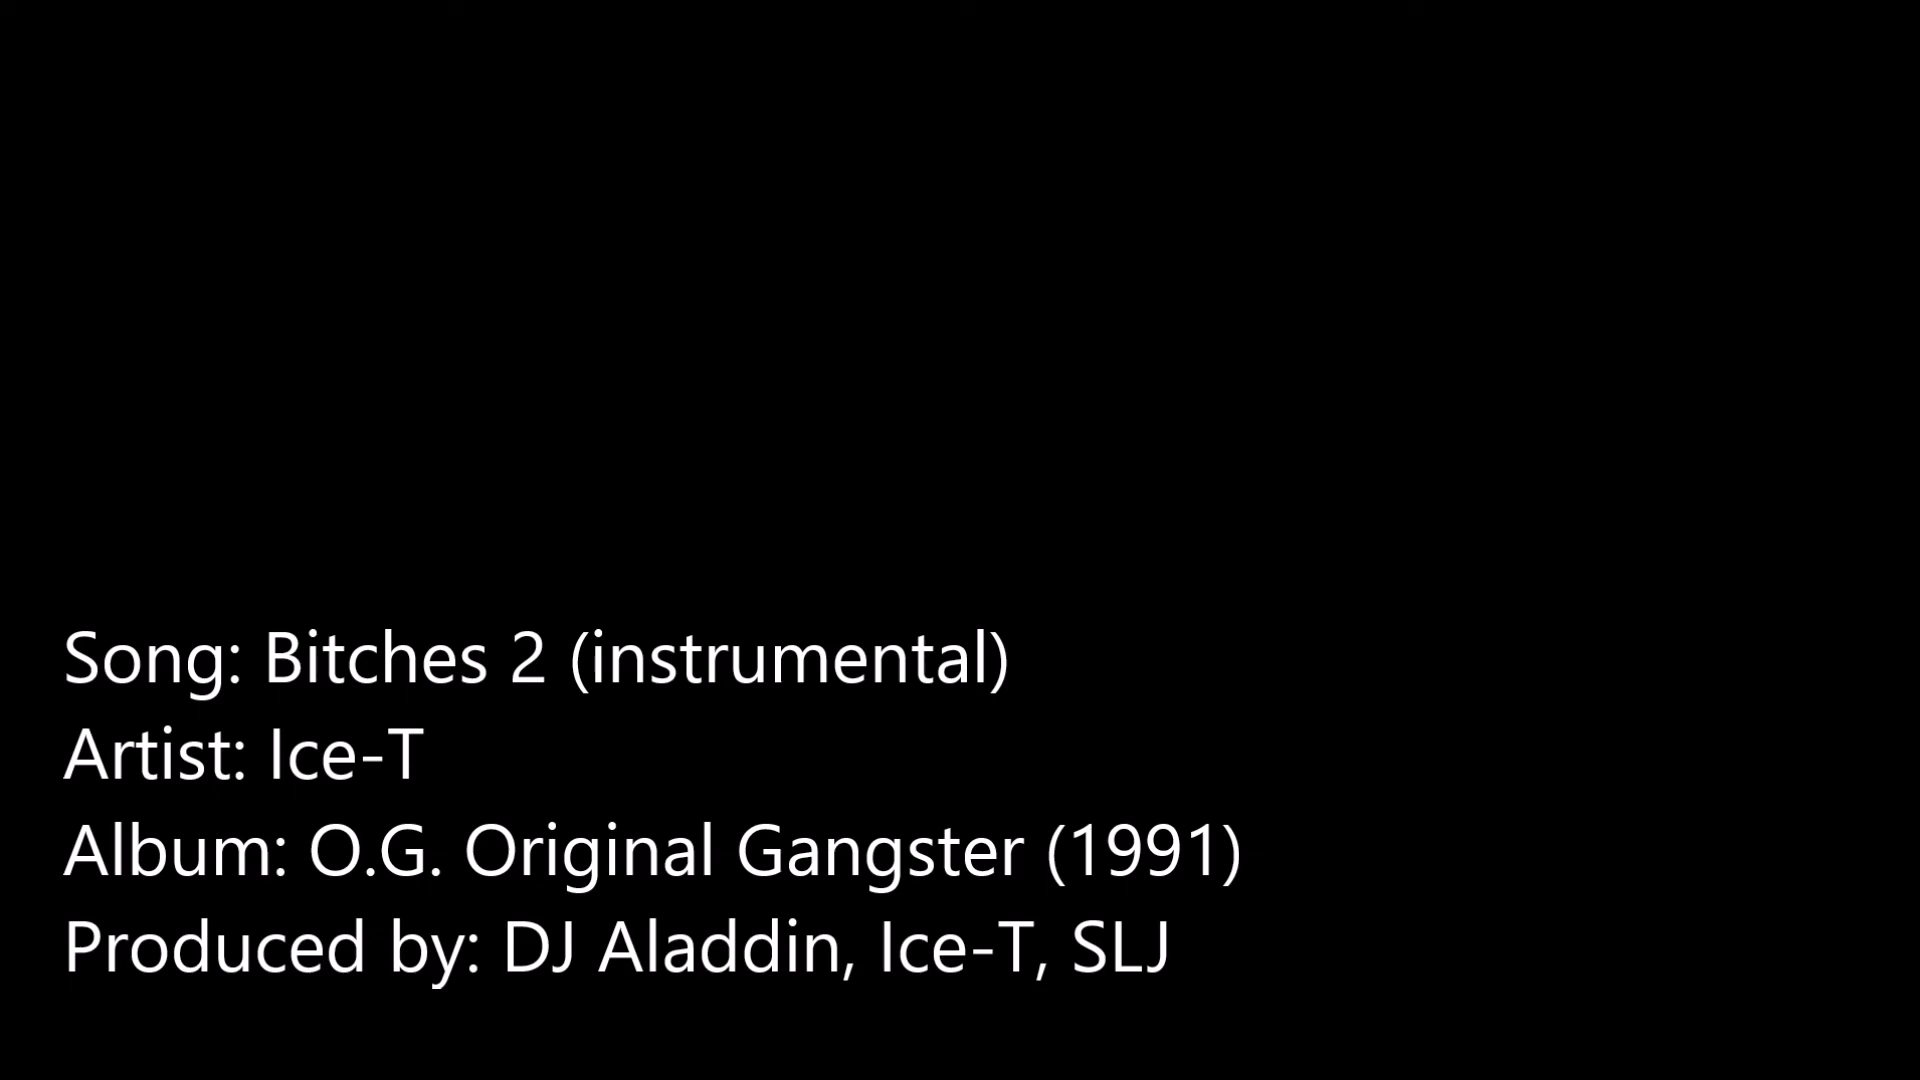 Song: Bitches 2 (instrumental)
Artist: Ice-T
Album: O.G. Original Gangster (1991)
Produced by: DJ Aladdin, Ice-T, SLJ